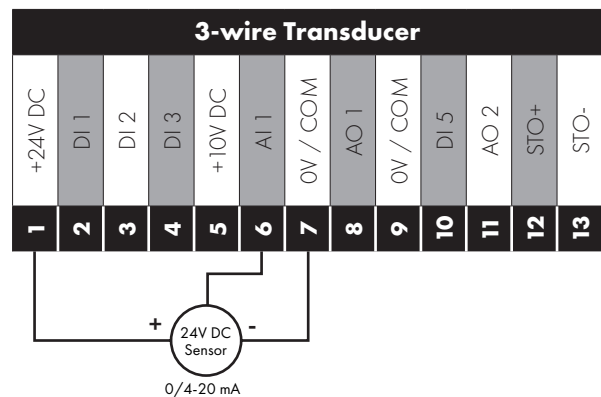 3-wire Transducer
+24V DC
DI 1
DI 2
DI 3
+10V DC
AI 1
0V / COM
AO 1
0V / COM
DI 5
AO 2
STO+
STO-
1
2
3
4
5
6
7
8
9
10
11
12
13
+
-
24V DC
Sensor
0/4-20 mA